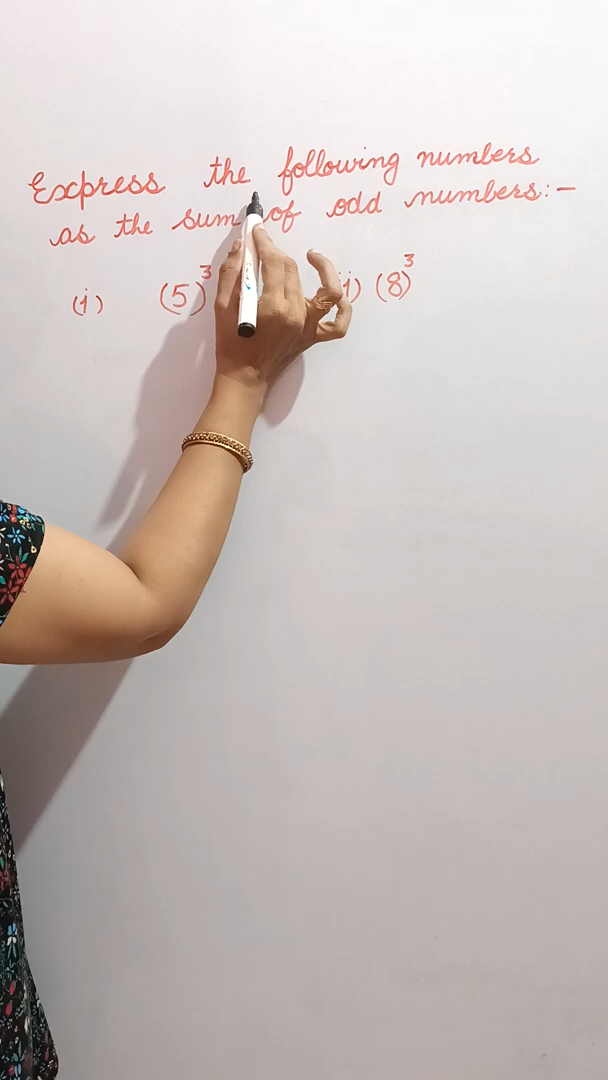 Express the following numbers
as the sum of odd numbers:-
(i) (5)³ i) (8)³